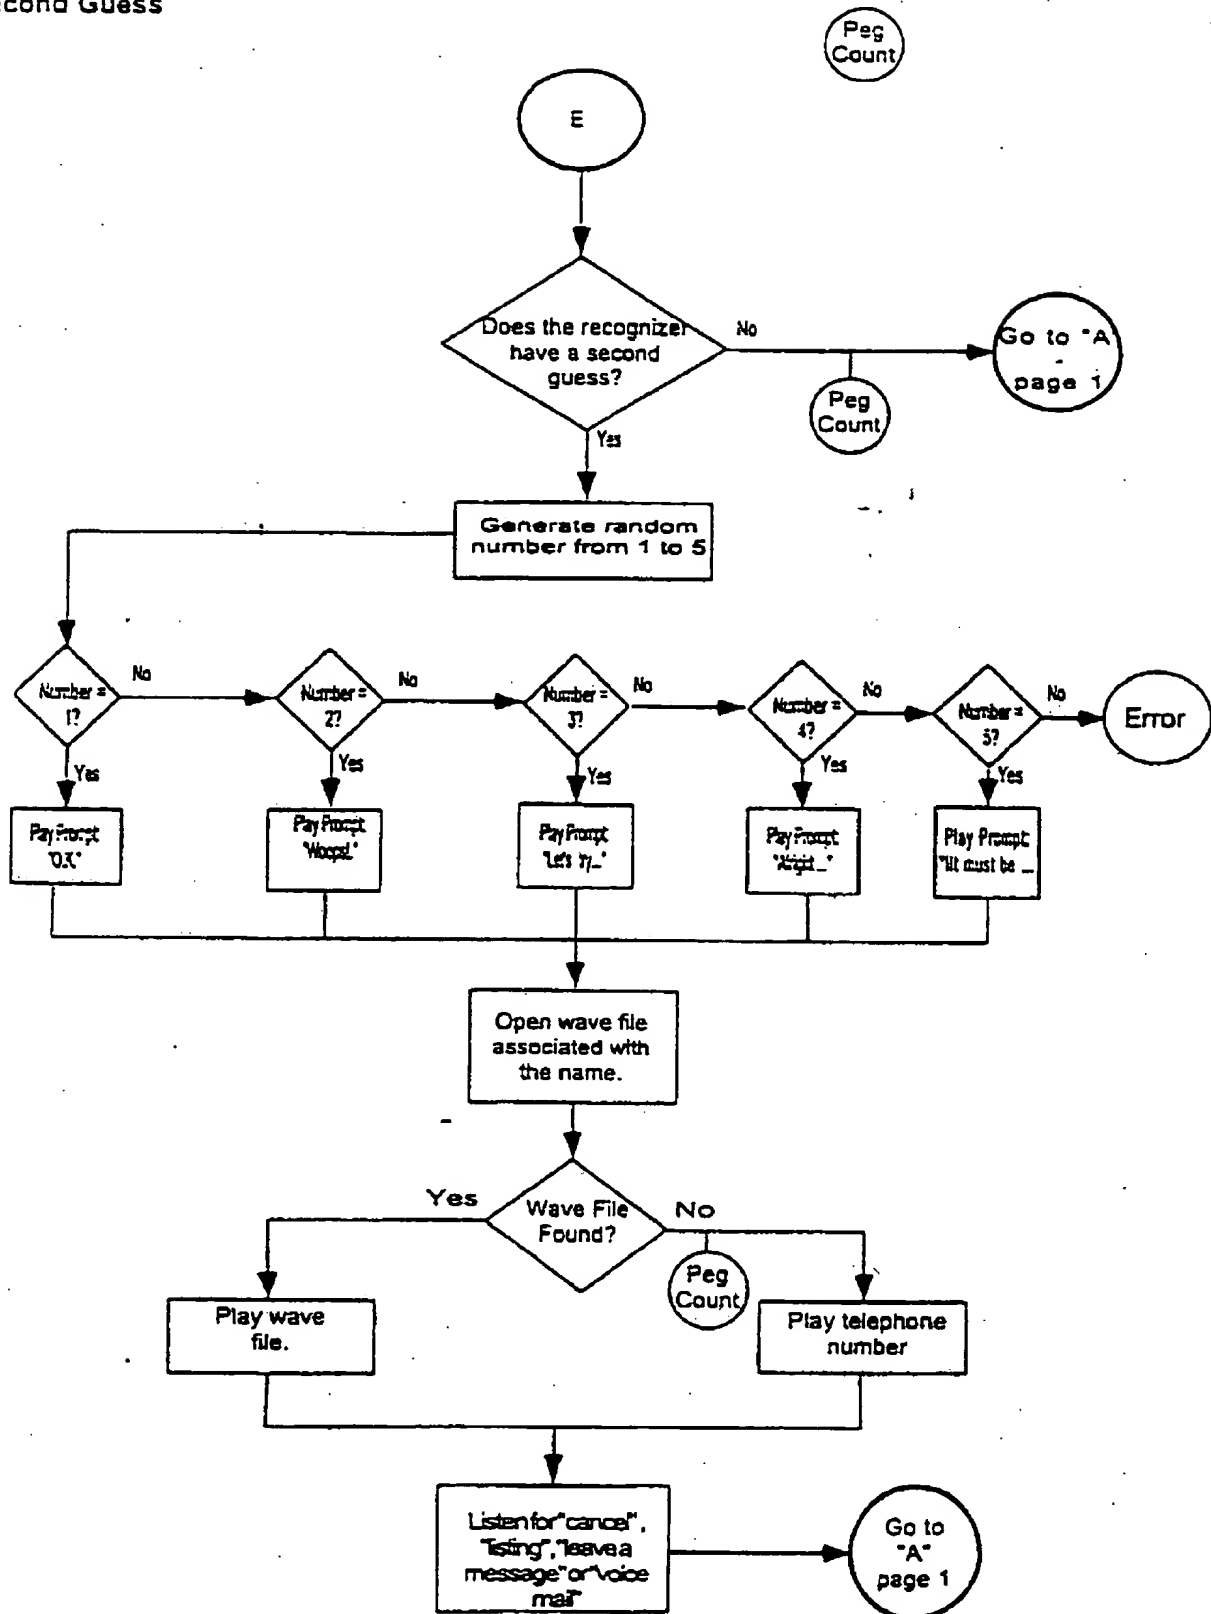 econd Guess
Peg
Count
E
Does the recognizer
have a second
guess?
No
Go to "A
-
page 1
Peg
Count
Yes
Generate random
number from 1 to 5
Number =
1?
No
Number =
2?
No
Number =
3?
No
Number =
4?
No
Number =
5?
No
Error
Yes
Yes
Yes
Yes
Yes
Play Prompt
"O.K."
Play Prompt
"Woops!.."
Play Prompt
"Let's try..."
Play Prompt
"Alright..."
Play Prompt
must be ...
Open wave file
associated with
the name.
Yes
Wave File
Found?
No
Peg
Count
Play wave
file.
Play telephone
number
Listen for "cancel",
"listing", "leave a
message" or "voice
mail"
Go to
"A"
page 1